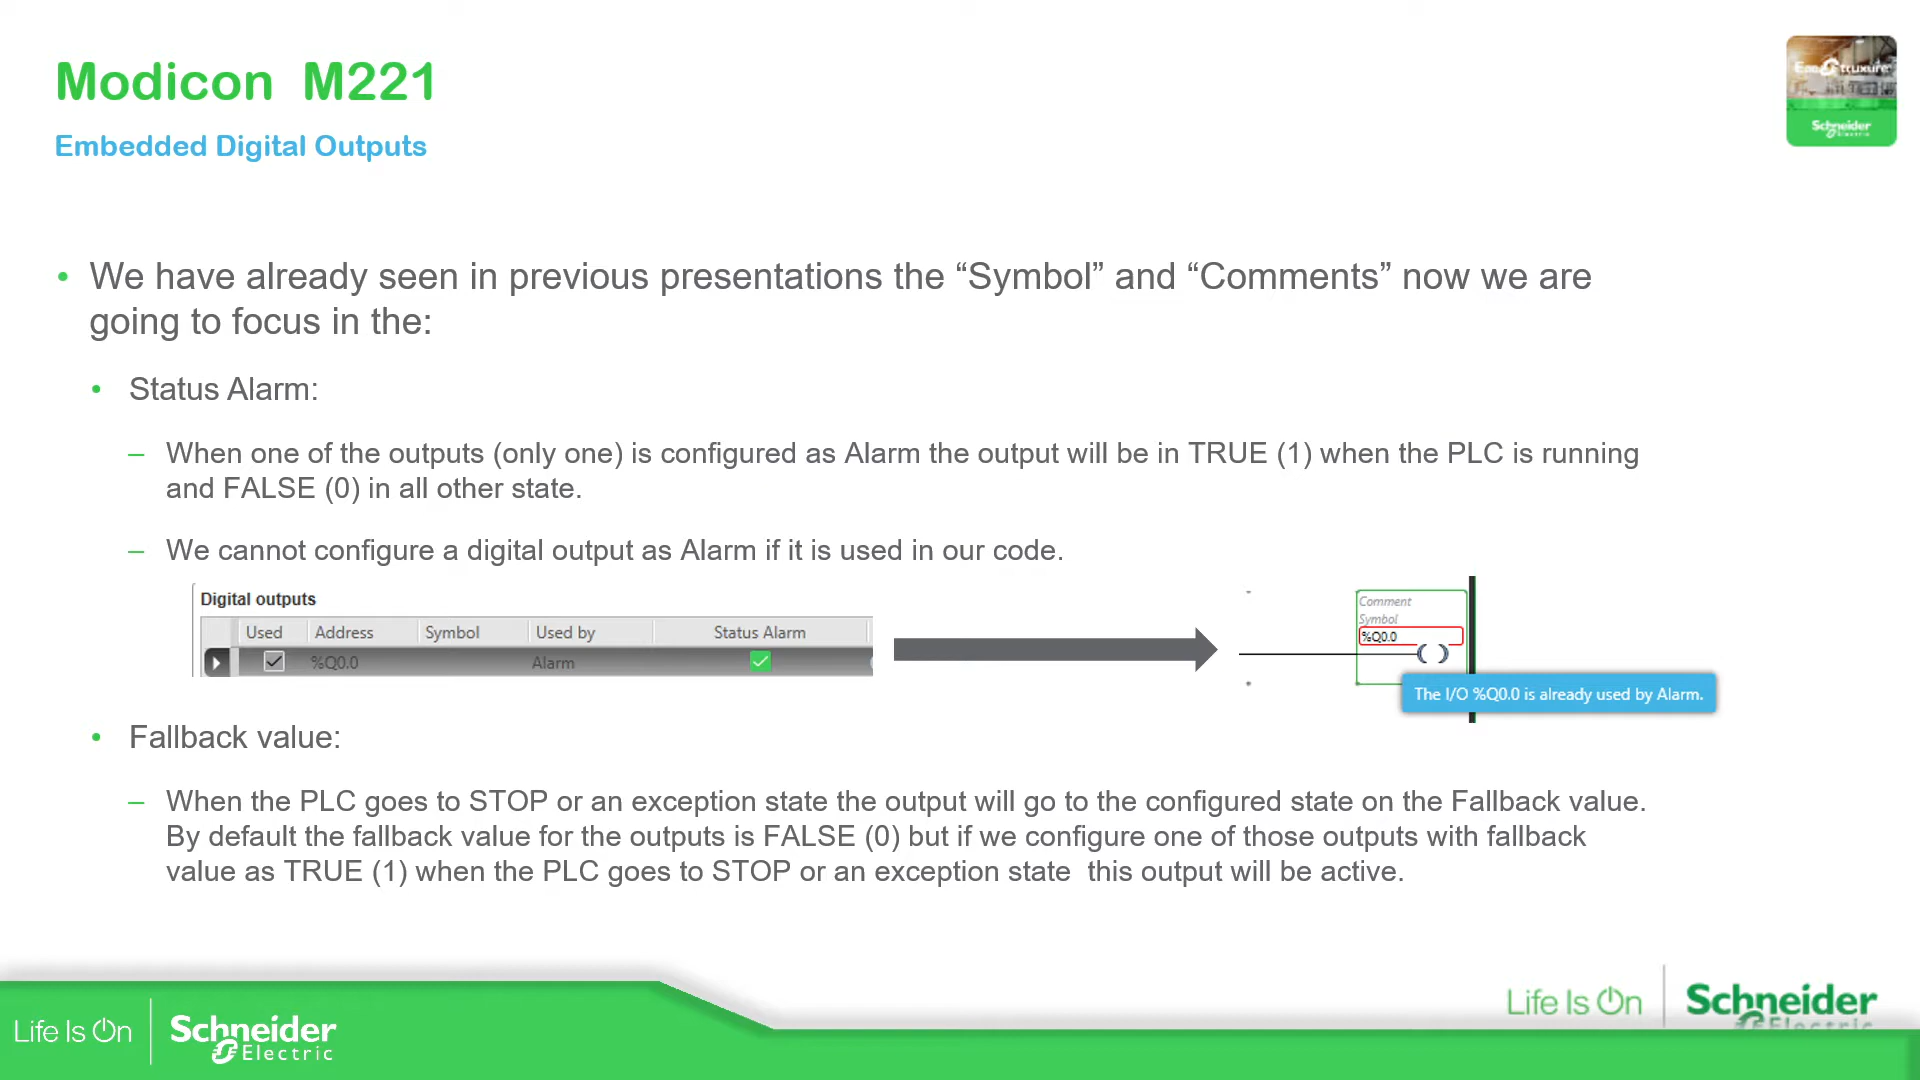 Modicon M221
EcoStruxure
Schneider
Electric
Embedded Digital Outputs
• We have already seen in previous presentations the “Symbol” and “Comments” now we are
going to focus in the:
• Status Alarm:
– When one of the outputs (only one) is configured as Alarm the output will be in TRUE (1) when the PLC is running
and FALSE (0) in all other state.
– We cannot configure a digital output as Alarm if it is used in our code.
Digital outputs
Used Address Symbol Used by Status Alarm
%Q0.0 Alarm
Comment
Symbol
%Q0.0
The I/O %Q0.0 is already used by Alarm.
• Fallback value:
– When the PLC goes to STOP or an exception state the output will go to the configured state on the Fallback value.
By default the fallback value for the outputs is FALSE (0) but if we configure one of those outputs with fallback
value as TRUE (1) when the PLC goes to STOP or an exception state this output will be active.
Life Is On Schneider
Electric
Life Is On Schneider
Electric